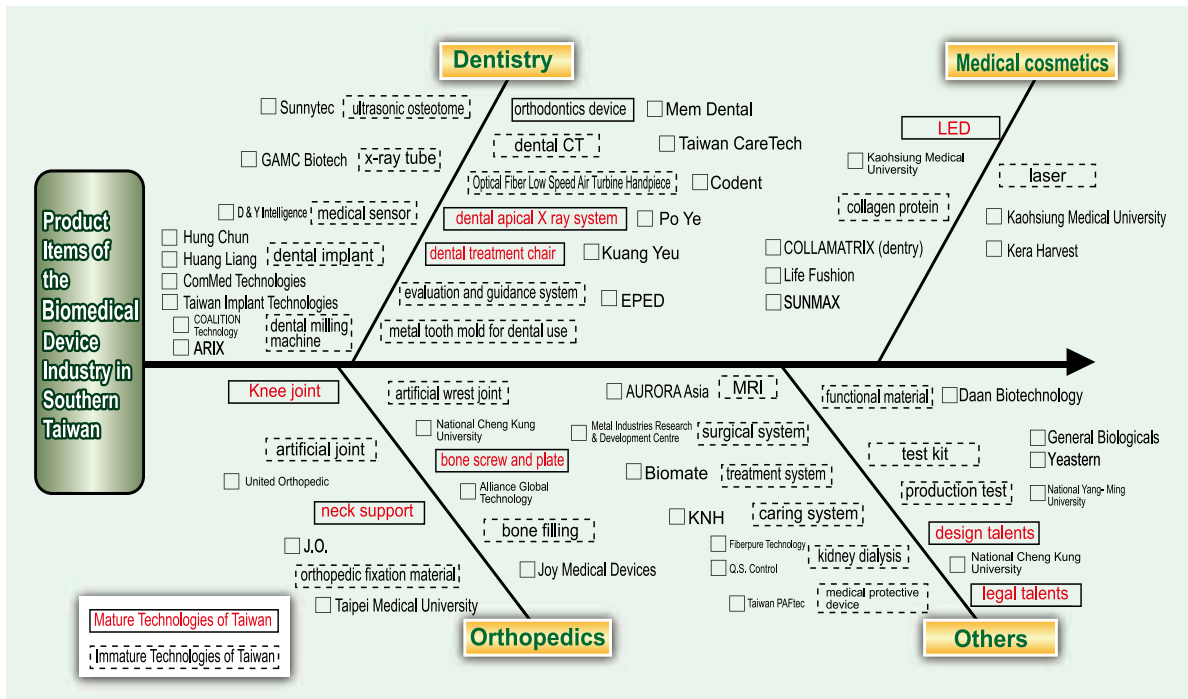 Dentistry
Medical cosmetics
Product
Items of
the
Biomedical
Device
Industry in
Southern
Taiwan
Sunnytec
ultrasonic osteotome
GAMC Biotech
x-ray tube
D & Y Intelligence
medical sensor
Hung Chun
Huang Liang
dental implant
ComMed Technologies
Taiwan Implant Technologies
COALITION
Technology
ARIX
dental milling
machine
orthodontics device
Mem Dental
dental CT
Taiwan CareTech
Optical Fiber Low Speed Air Turbine Handpiece
Codent
dental apical X ray system
Po Ye
dental treatment chair
Kuang Yeu
evaluation and guidance system
EPED
metal tooth mold for dental use
LED
Kaohsiung Medical
University
laser
collagen protein
Kaohsiung Medical University
COLLAMATRIX (dentry)
Kera Harvest
Life Fushion
SUNMAX
Knee joint
artificial wrest joint
National Cheng Kung
University
artificial joint
bone screw and plate
United Orthopedic
Alliance Global
Technology
neck support
bone filling
J.O.
Joy Medical Devices
orthopedic fixation material
Taipei Medical University
Orthopedics
AURORA Asia
MRI
Metal Industries Research
& Development Centre
surgical system
Biomate
treatment system
KNH
caring system
Fiberpure Technology
Q.S. Control
kidney dialysis
Taiwan PAFtec
medical protective
device
functional material
Daan Biotechnology
test kit
General Biologicals
Yeastern
production test
National Yang- Ming
University
design talents
National Cheng Kung
University
legal talents
Others
Mature Technologies of Taiwan
Immature Technologies of Taiwan